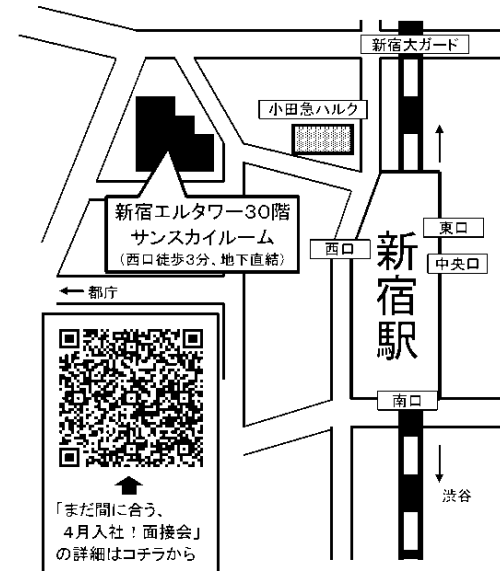 新宿大ガード
小田急ハルク
新宿エルタワー30階
サンスカイルーム
(西口徒歩3分、地下直結)
西口
東口
中央口
新宿駅
←都庁
南口
渋谷
「まだ間に合う、
4月入社!面接会」
の詳細はコチラから